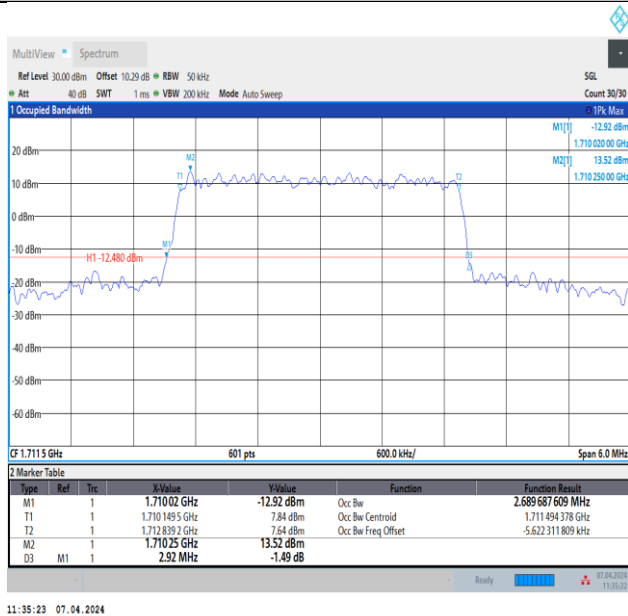 MultiView Spectrum
Ref Level 30.00 dBm Offset 10.29 dB RBW 50 kHz SGL
Att 40 dB SWT 1 ms VBW 200 kHz Mode Auto Sweep Count 30/30
1 Occupied Bandwidth 1Pk Max
M1[1] -12.92 dBm
1.710 020 00 GHz
M2[1] 13.52 dBm
1.710 250 00 GHz
20 dBm
M2
T1
T2
10 dBm
0 dBm
M1
-10 dBm
H1 -12.480 dBm
D3
-20 dBm
-30 dBm
-40 dBm
-50 dBm
-60 dBm
CF 1.711 5 GHz 601 pts 600.0 kHz/ Span 6.0 MHz
2 Marker Table
Type Ref Trc X-Value Y-Value Function Function Result
M1 1 1.710 02 GHz -12.92 dBm Occ Bw 2.689 687 609 MHz
T1 1 1.710 149 5 GHz 7.84 dBm Occ Bw Centroid 1.711 494 378 GHz
T2 1 1.712 839 2 GHz 7.64 dBm Occ Bw Freq Offset -5.622 311 809 kHz
M2 1 1.710 25 GHz 13.52 dBm
D3 M1 1 2.92 MHz -1.49 dB
Ready 07.04.2024
11:35:22
11:35:23 07.04.2024